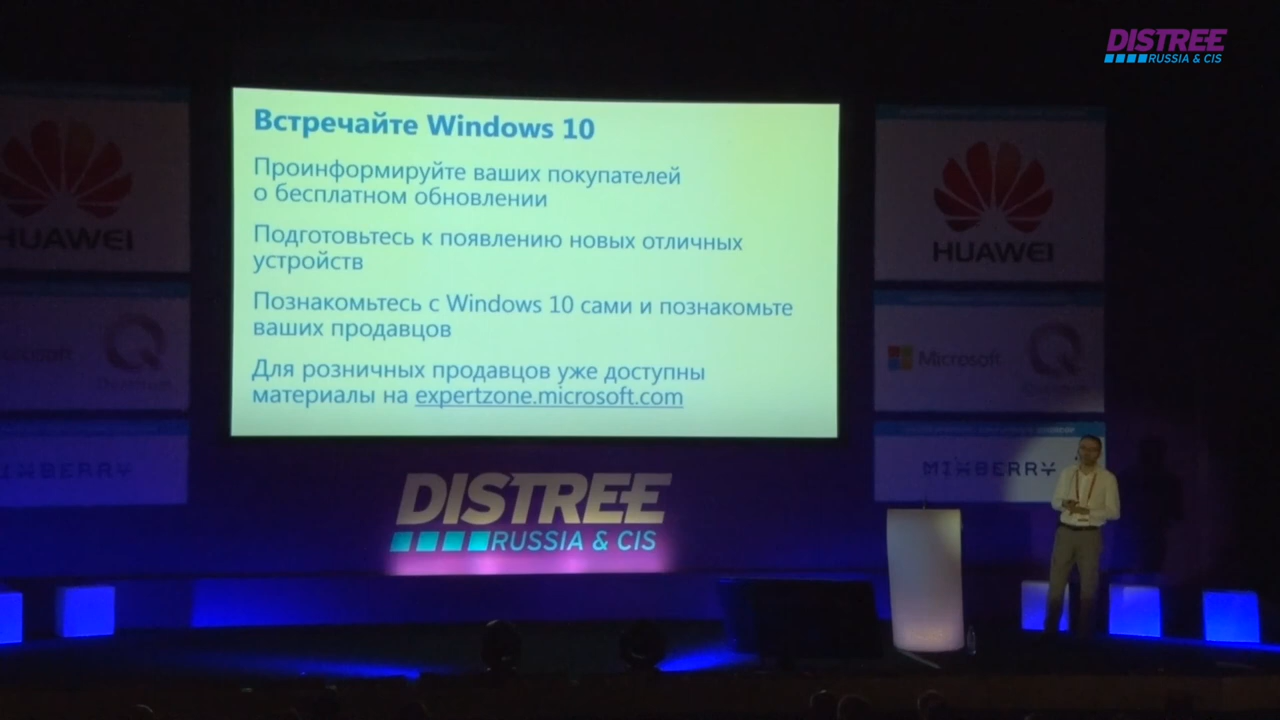 DISTREE
RUSSIA & CIS
Встречайте Windows 10
Проинформируйте ваших покупателей
о бесплатном обновлении
Подготовьтесь к появлению новых отличных
устройств
Познакомьтесь с Windows 10 сами и познакомьте
ваших продавцов
Для розничных продавцов уже доступны
материалы на expertzone.microsoft.com
HUAWEI
HUAWEI
Microsoft
MIXBERRY
MIXBERRY
DISTREE
RUSSIA & CIS